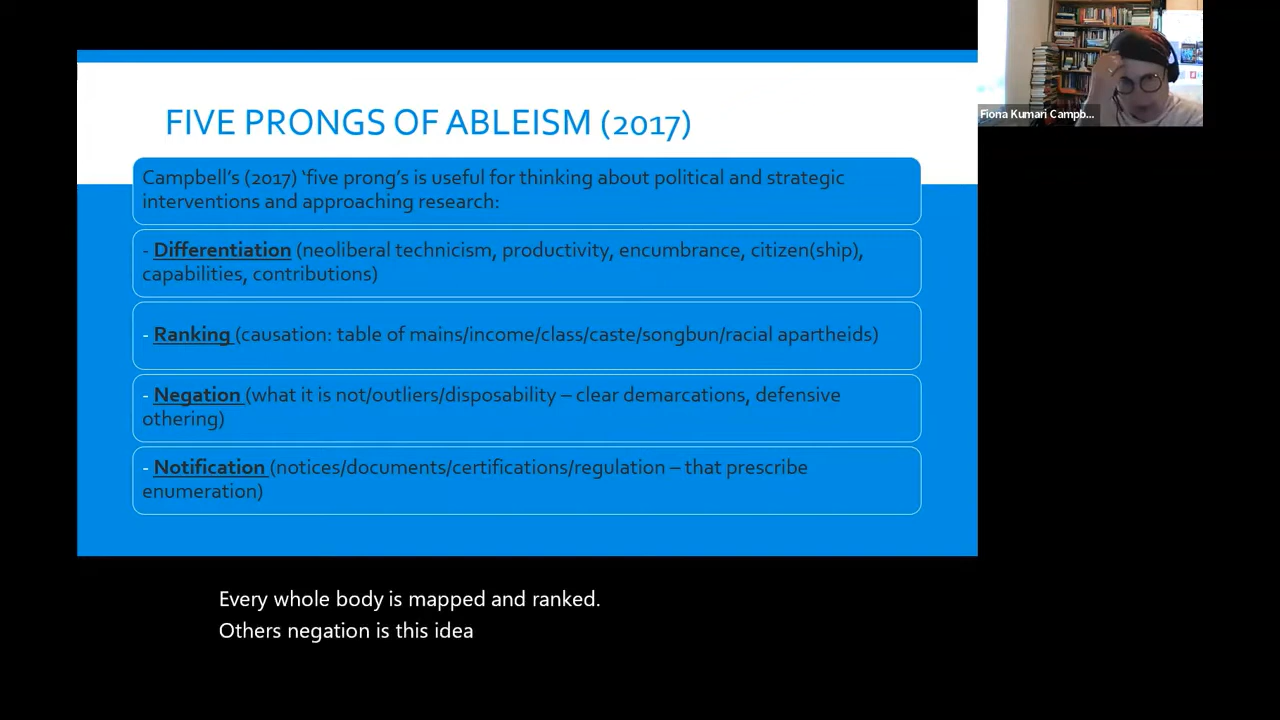 FIVE PRONGS OF ABLEISM (2017)
Fiona Kumari Campb...
Campbell's (2017) 'five prong's is useful for thinking about political and strategic
interventions and approaching research:
- Differentiation (neoliberal technicism, productivity, encumbrance, citizen(ship),
capabilities, contributions)
- Ranking (causation: table of mains/income/class/caste/songbun/racial apartheids)
- Negation (what it is not/outliers/disposability – clear demarcations, defensive
othering)
- Notification (notices/documents/certifications/regulation – that prescribe
enumeration)
Every whole body is mapped and ranked.
Others negation is this idea